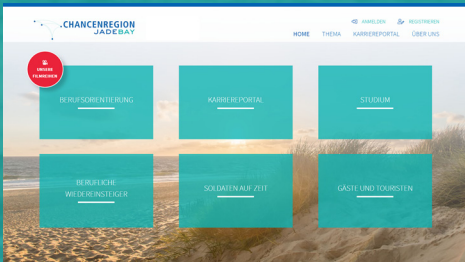 .CHANCENREGION
JADEBAY
ANMELDEN
REGISTRIEREN
HOME THEMA KARRIEREPORTAL ÜBER UNS
UNSERE
FILMREIHEN
BERUFSORIENTIERUNG
KARRIEREPORTAL
STUDIUM
BERUFLICHE
WIEDEREINSTEIGER
SOLDATEN AUF ZEIT
GÄSTE UND TOURISTEN